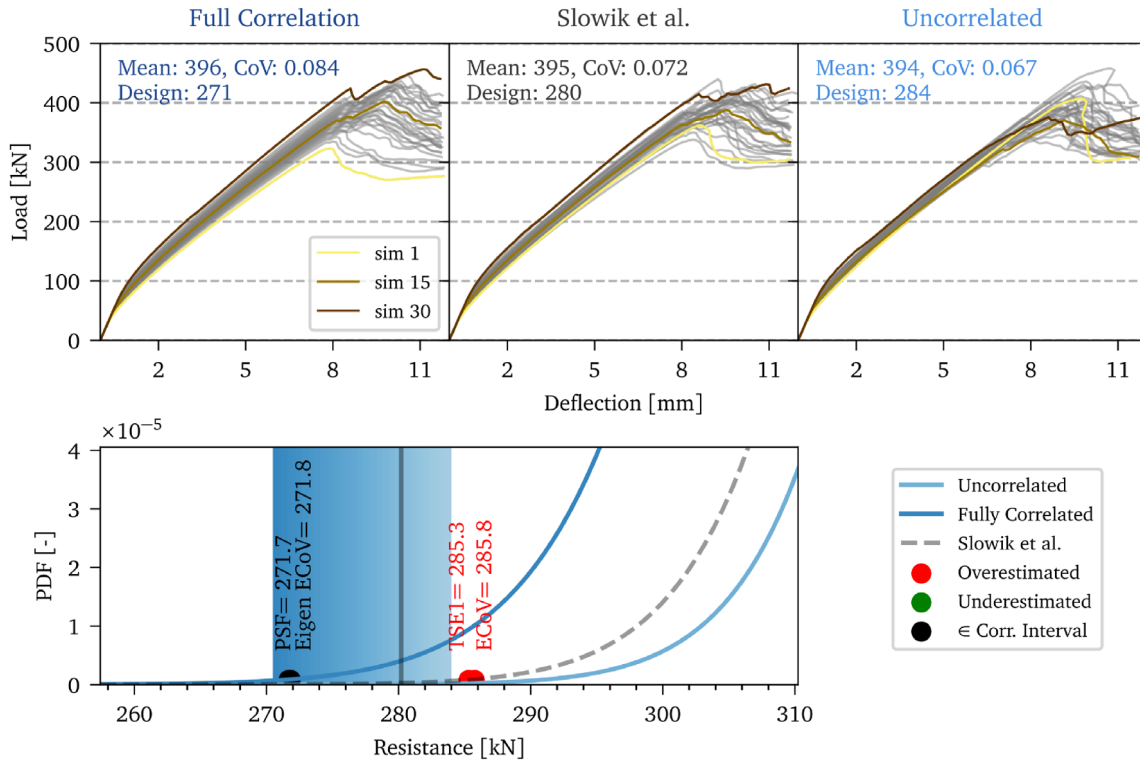 Full Correlation
Slowik et al.
Uncorrelated
500
400
300
200
100
0
Load [kN]
Mean: 396, CoV: 0.084
Design: 271
Mean: 395, CoV: 0.072
Design: 280
Mean: 394, CoV: 0.067
Design: 284
sim 1
sim 15
sim 30
2 5 8 11
2 5 8 11
2 5 8 11
Deflection [mm]
×10⁻⁵
4
3
2
1
0
PDF [-]
PSF= 271.7
Eigen ECoV= 271.8
TSE1= 285.3
ECoV= 285.8
260 270 280 290 300 310
Resistance [kN]
Uncorrelated
Fully Correlated
Slowik et al.
Overestimated
Underestimated
∈ Corr. Interval